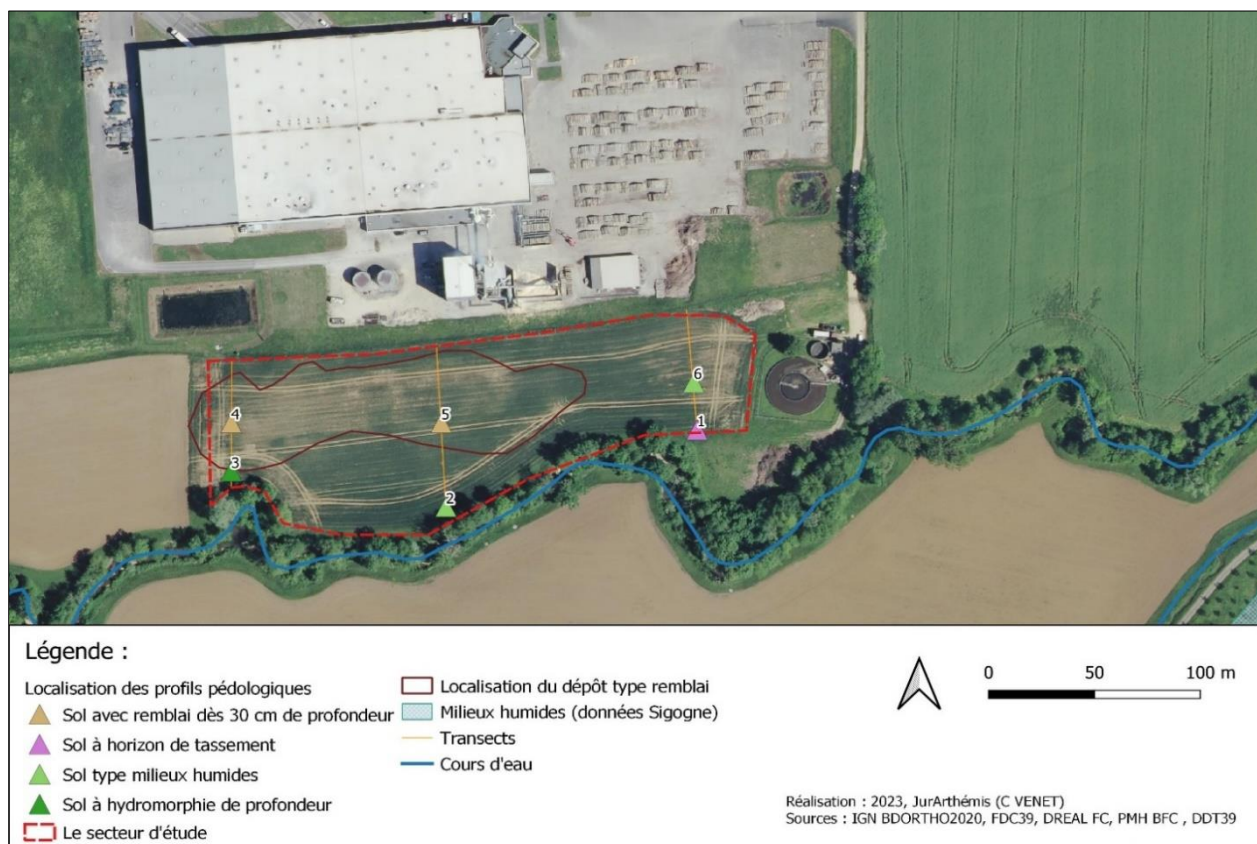 6
4
5
1
3
2
Légende :
Localisation des profils pédologiques
Sol avec remblai dès 30 cm de profondeur
Sol à horizon de tassement
Sol type milieux humides
Sol à hydromorphie de profondeur
Le secteur d'étude
Localisation du dépôt type remblai
Milieux humides (données Sigogne)
Transects
Cours d'eau
0 50 100 m
Réalisation : 2023, JurArthémis (C VENET)
Sources : IGN BDORTHO2020, FDC39, DREAL FC, PMH BFC , DDT39